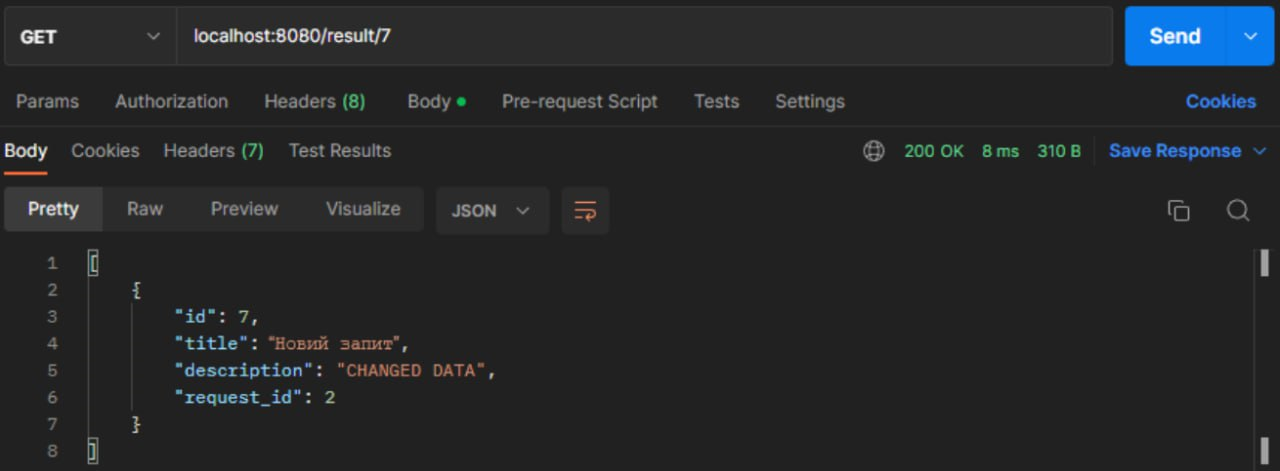 GET localhost:8080/result/7 Send
Params Authorization Headers (8) Body Pre-request Script Tests Settings Cookies
Body Cookies Headers (7) Test Results 200 OK 8 ms 310 B Save Response
Pretty Raw Preview Visualize JSON
1 [
2 {
3 "id": 7,
4 "title": "Новий запит",
5 "description": "CHANGED DATA",
6 "request_id": 2
7 }
8 ]